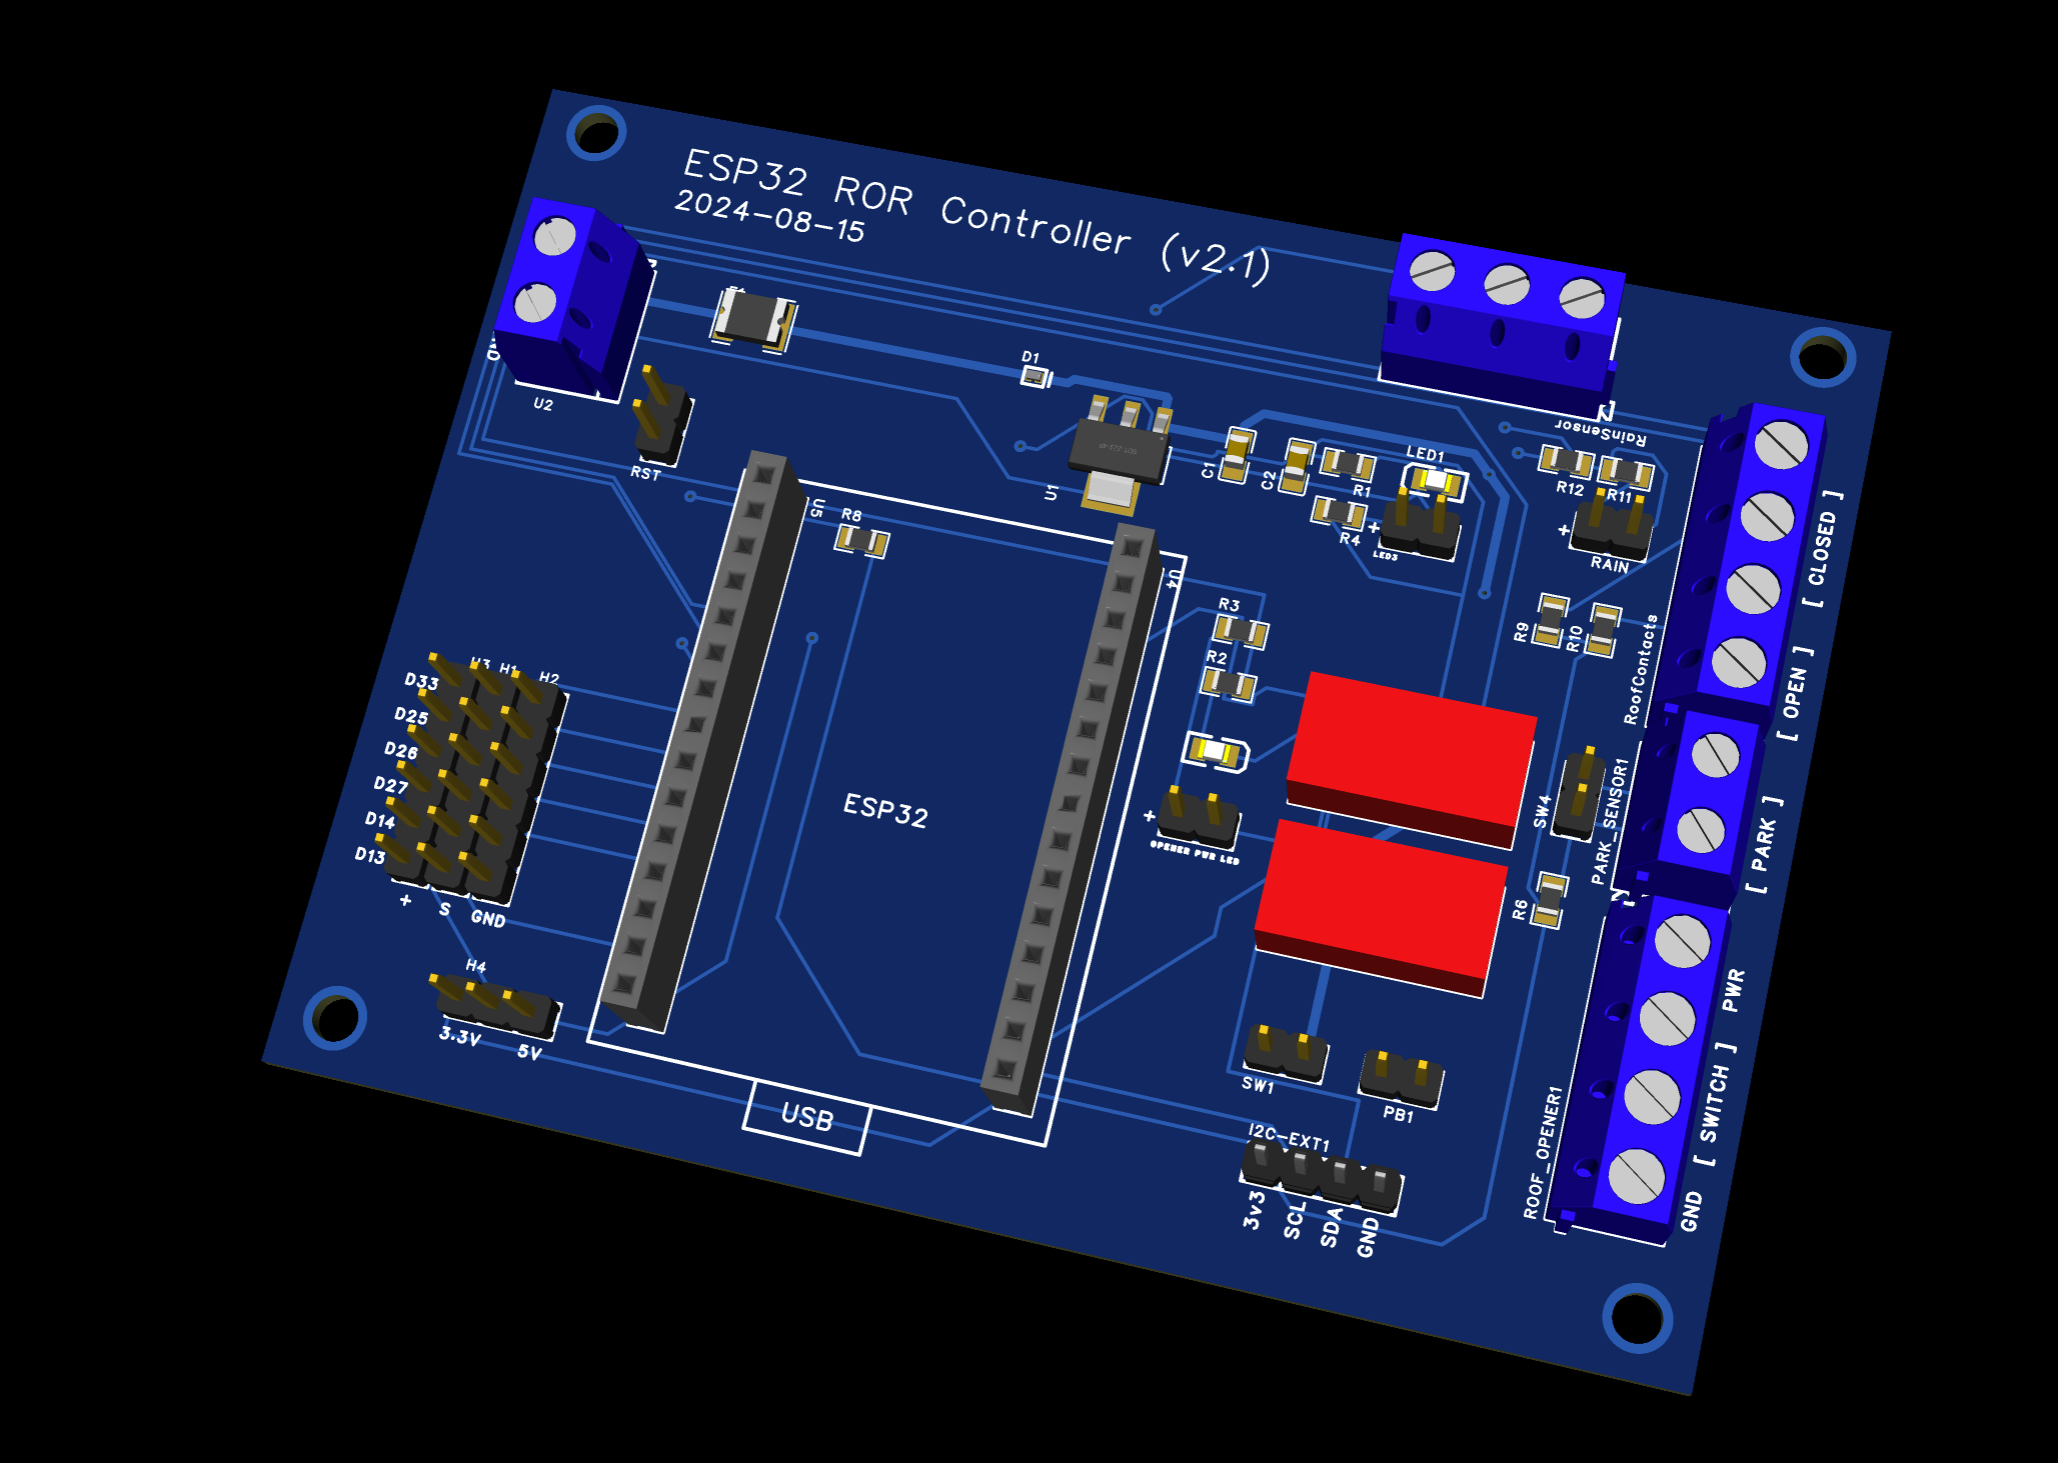 ESP32 ROR Controller (v2.1)
2024-08-15
U2
RST
D1
U1
C1
C2
R1
R4
LED1
+
LED3
RainSensor
R12
R11
+
RAIN
U5
R8
U4
R3
R2
R9
R10
RoofContacts
[ CLOSED ]
[ OPEN ]
H3
H1
H2
D33
D25
D26
D27
D14
D13
+
S
GND
ESP32
+
OPENER PWR LED
SW4
PARK_SENSOR1
[ PARK ]
R6
H4
3.3V
5V
USB
SW1
PB1
I2C-EXT1
3v3
SCL
SDA
GND
ROOF_OPENER1
PWR
[ SWITCH ]
GND